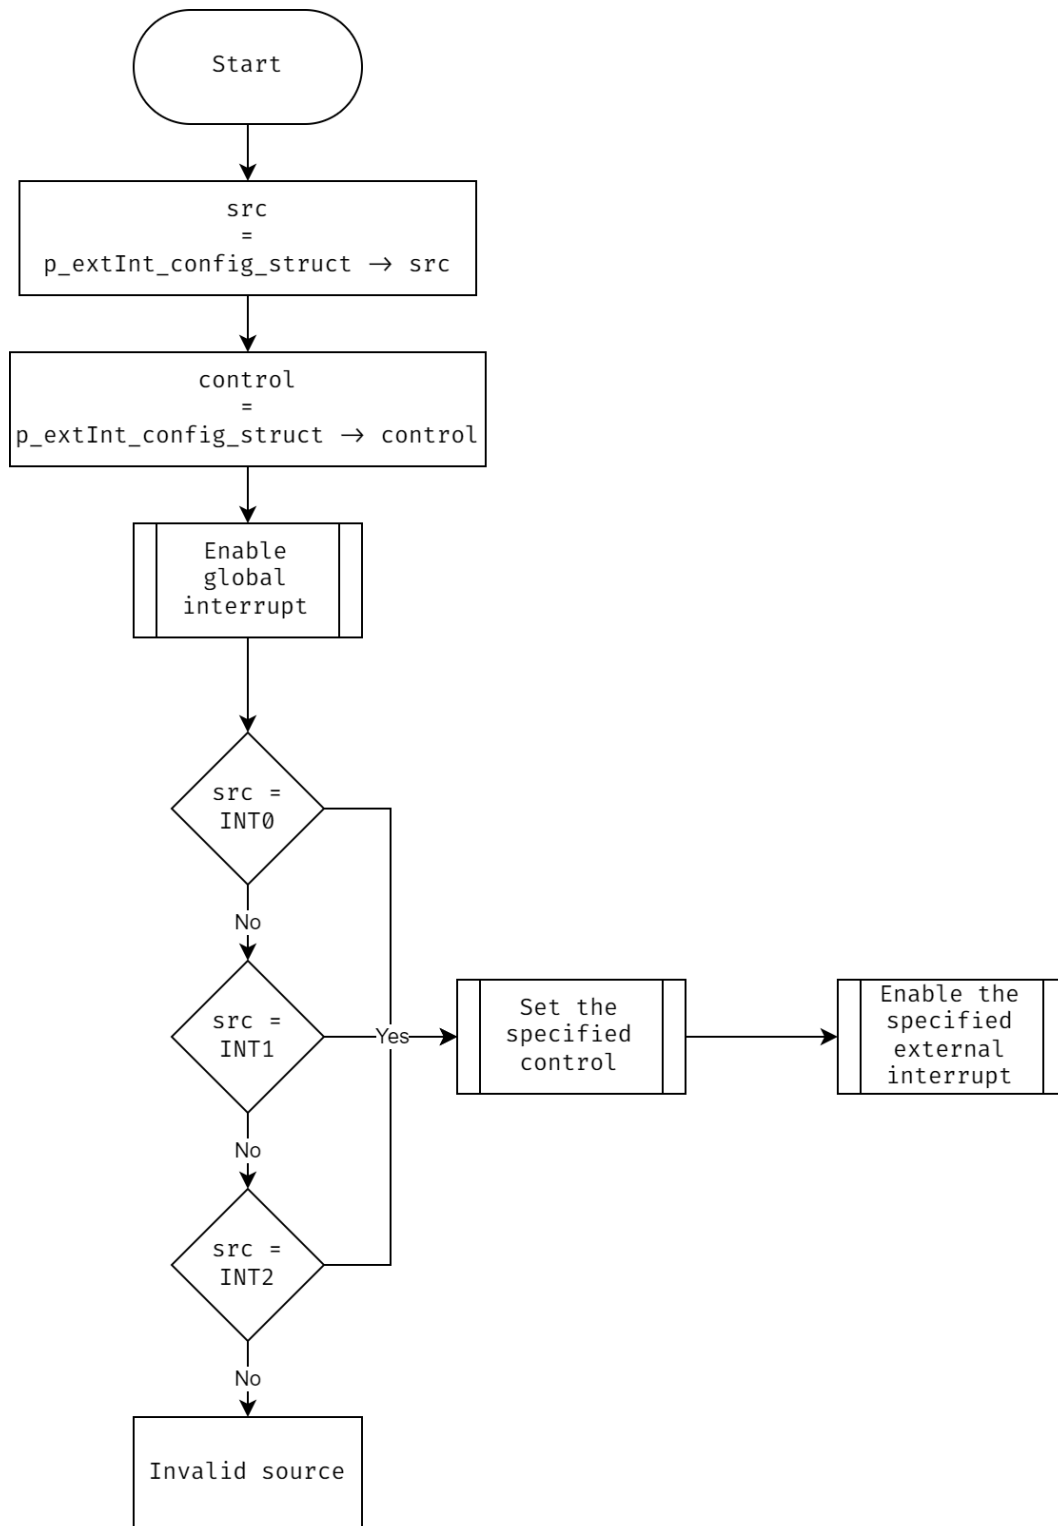 Start
src
=
p_extInt_config_struct → src
control
=
p_extInt_config_struct → control
Enable
global
interrupt
src =
INT0
No
src =
INT1
Yes
Set the
specified
control
Enable the
specified
external
interrupt
No
src =
INT2
No
Invalid source